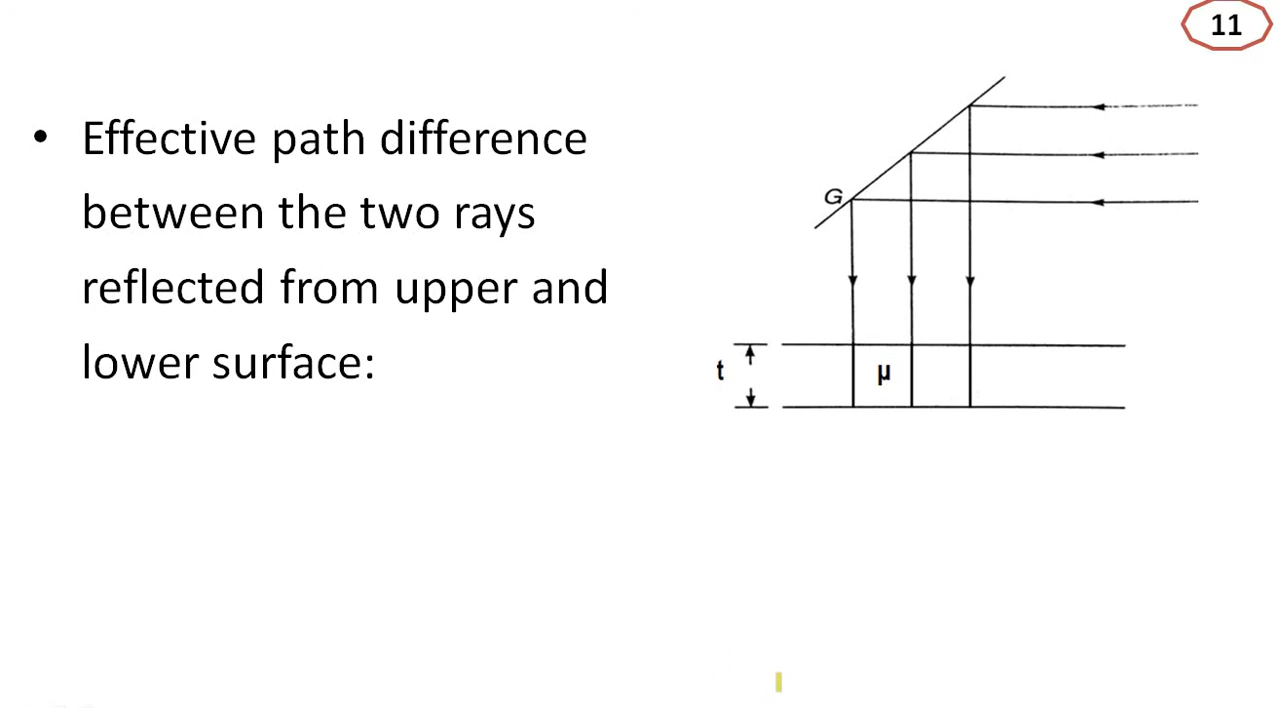 11
• Effective path difference
between the two rays
reflected from upper and
lower surface:
G
t
μ